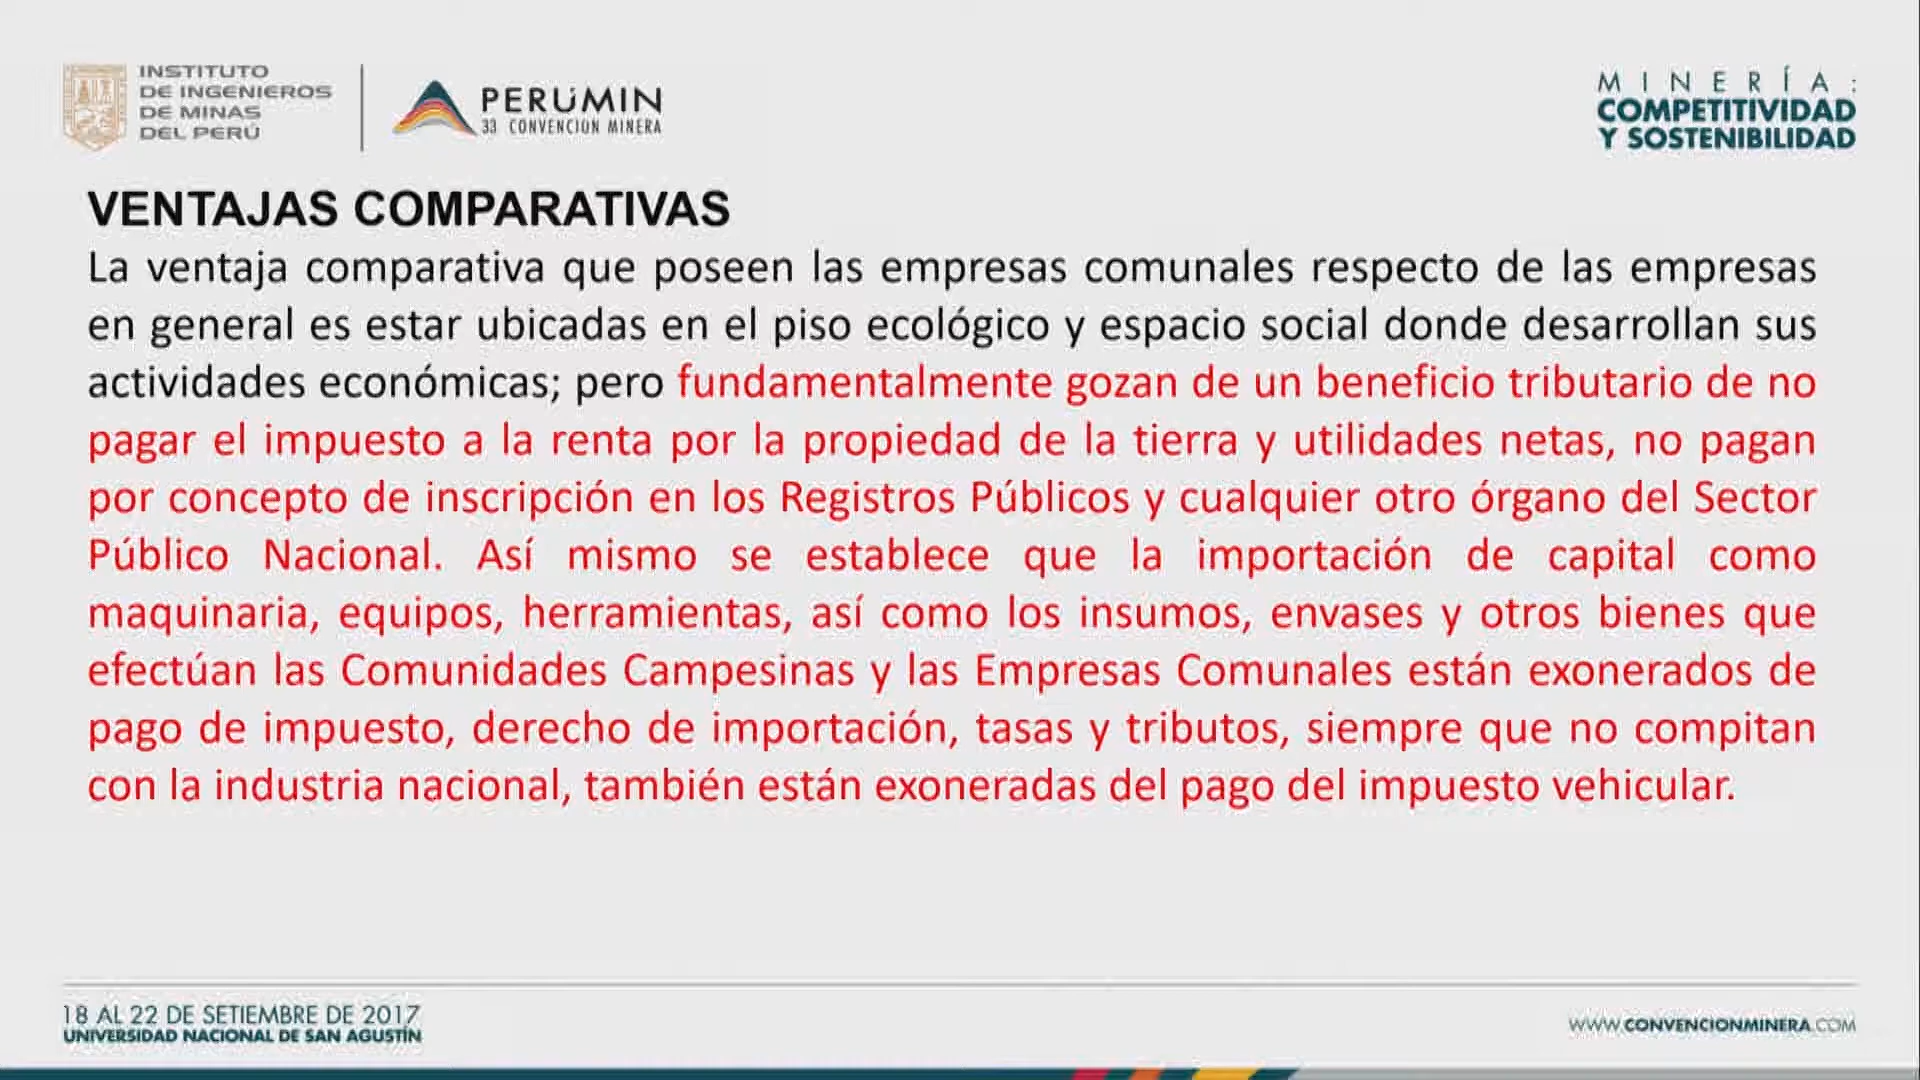 INSTITUTO
DE INGENIEROS
DE MINAS
DEL PERÚ
PERÚMIN
33 CONVENCIÓN MINERA
MINERÍA:
COMPETITIVIDAD
Y SOSTENIBILIDAD
VENTAJAS COMPARATIVAS
La ventaja comparativa que poseen las empresas comunales respecto de las empresas
en general es estar ubicadas en el piso ecológico y espacio social donde desarrollan sus
actividades económicas; pero fundamentalmente gozan de un beneficio tributario de no
pagar el impuesto a la renta por la propiedad de la tierra y utilidades netas, no pagan
por concepto de inscripción en los Registros Públicos y cualquier otro órgano del Sector
Público Nacional. Así mismo se establece que la importación de capital como
maquinaria, equipos, herramientas, así como los insumos, envases y otros bienes que
efectúan las Comunidades Campesinas y las Empresas Comunales están exonerados de
pago de impuesto, derecho de importación, tasas y tributos, siempre que no compitan
con la industria nacional, también están exoneradas del pago del impuesto vehicular.
18 AL 22 DE SETIEMBRE DE 2017
UNIVERSIDAD NACIONAL DE SAN AGUSTÍN
WWW.CONVENCIONMINERA.COM